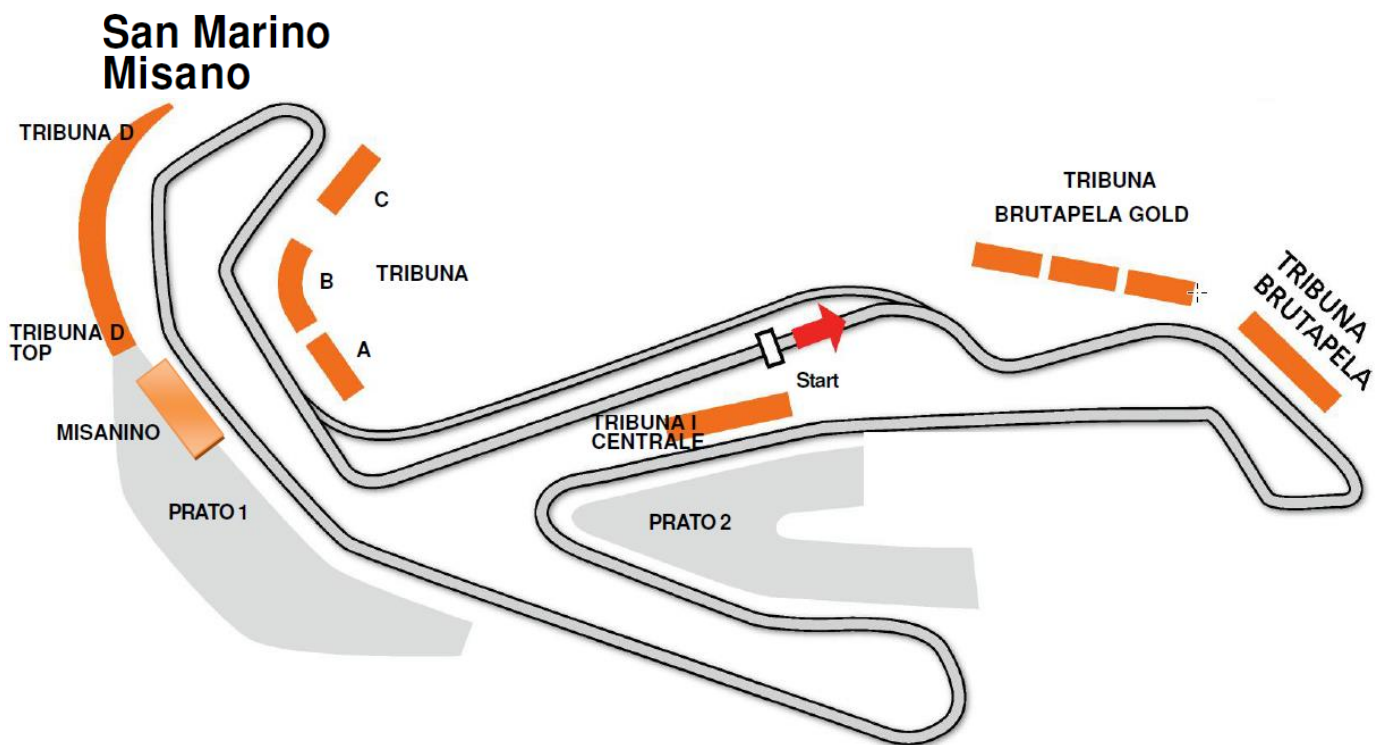 San Marino
Misano
TRIBUNA D
C
TRIBUNA
BRUTAPELA GOLD
B
TRIBUNA
TRIBUNA
BRUTAPELA
TRIBUNA D
TOP
A
Start
TRIBUNA I
CENTRALE
MISANINO
PRATO 1
PRATO 2